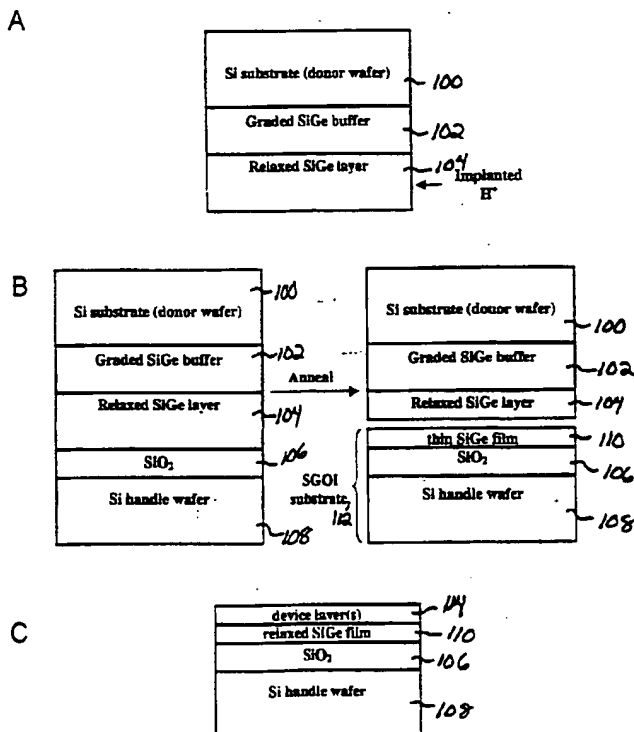 A
Si substrate (donor wafer)
100
Graded SiGe buffer
102
Relaxed SiGe layer
104
Implanted
H+
B
Si substrate (donor wafer)
100
Graded SiGe buffer
102
Relaxed SiGe layer
104
SiO2
106
Si handle wafer
108
Anneal
Si substrate (donor wafer)
100
Graded SiGe buffer
102
Relaxed SiGe layer
104
thin SiGe film
110
SiO2
106
SGOI
substrate,
112
Si handle wafer
108
C
device layer(s)
114
relaxed SiGe film
110
SiO2
106
Si handle wafer
108